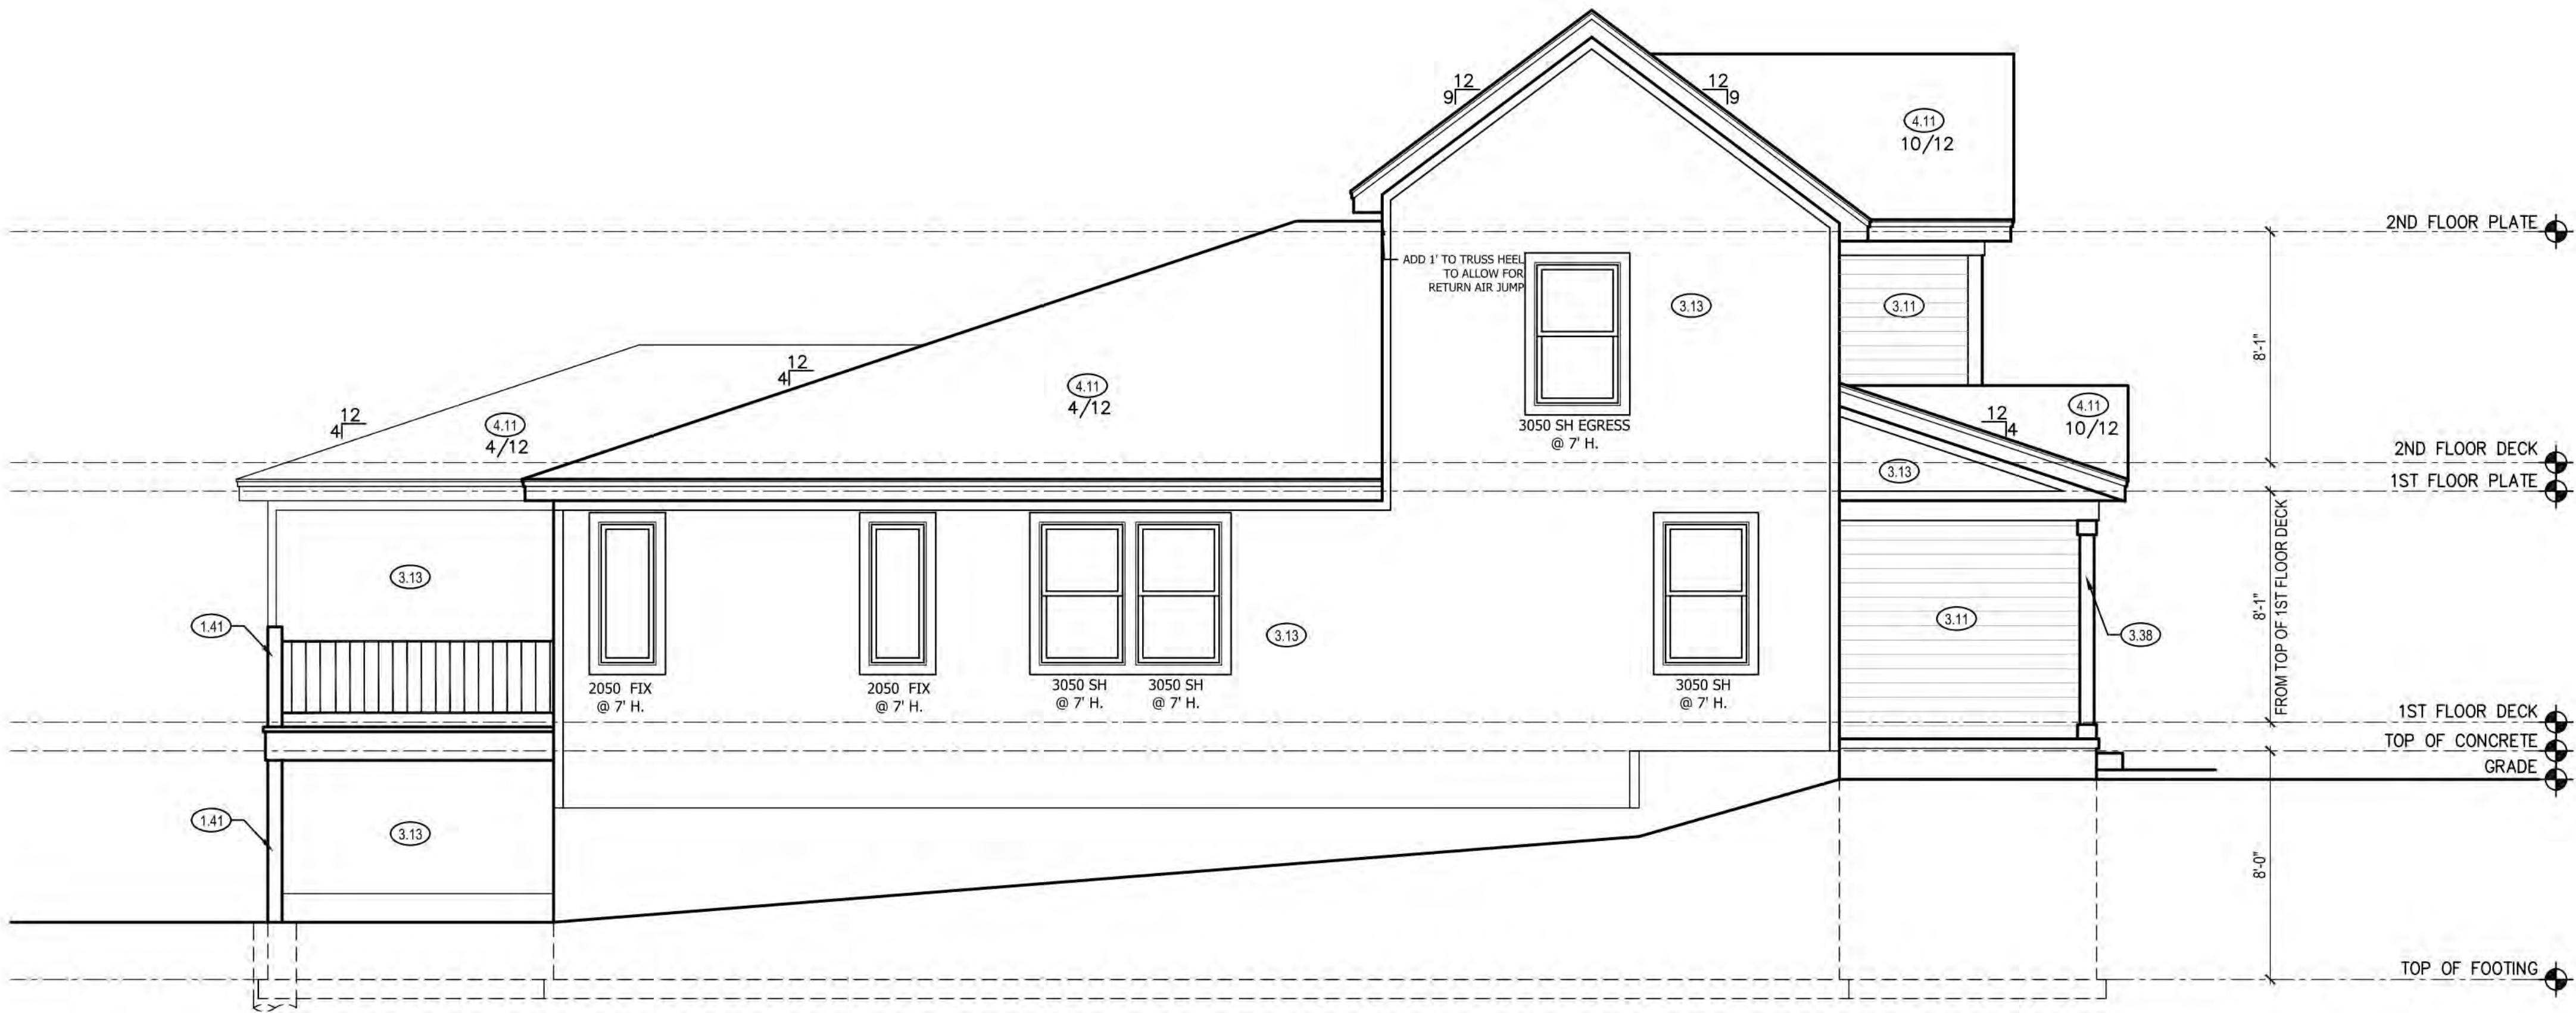 12
9
12
9
4.11
10/12
2ND FLOOR PLATE
ADD 1' TO TRUSS HEEL
TO ALLOW FOR
RETURN AIR JUMP
3.13
3.11
8'-1"
12
4
4.11
4/12
12
4
4.11
4/12
3050 SH EGRESS
@ 7' H.
12
4
4.11
10/12
2ND FLOOR DECK
3.13
1ST FLOOR PLATE
3.13
1.41
3.13
3.11
3.38
8'-1"
FROM TOP OF 1ST FLOOR DECK
2050 FIX
@ 7' H.
2050 FIX
@ 7' H.
3050 SH
@ 7' H.
3050 SH
@ 7' H.
3050 SH
@ 7' H.
1ST FLOOR DECK
TOP OF CONCRETE
GRADE
1.41
3.13
8'-0"
TOP OF FOOTING